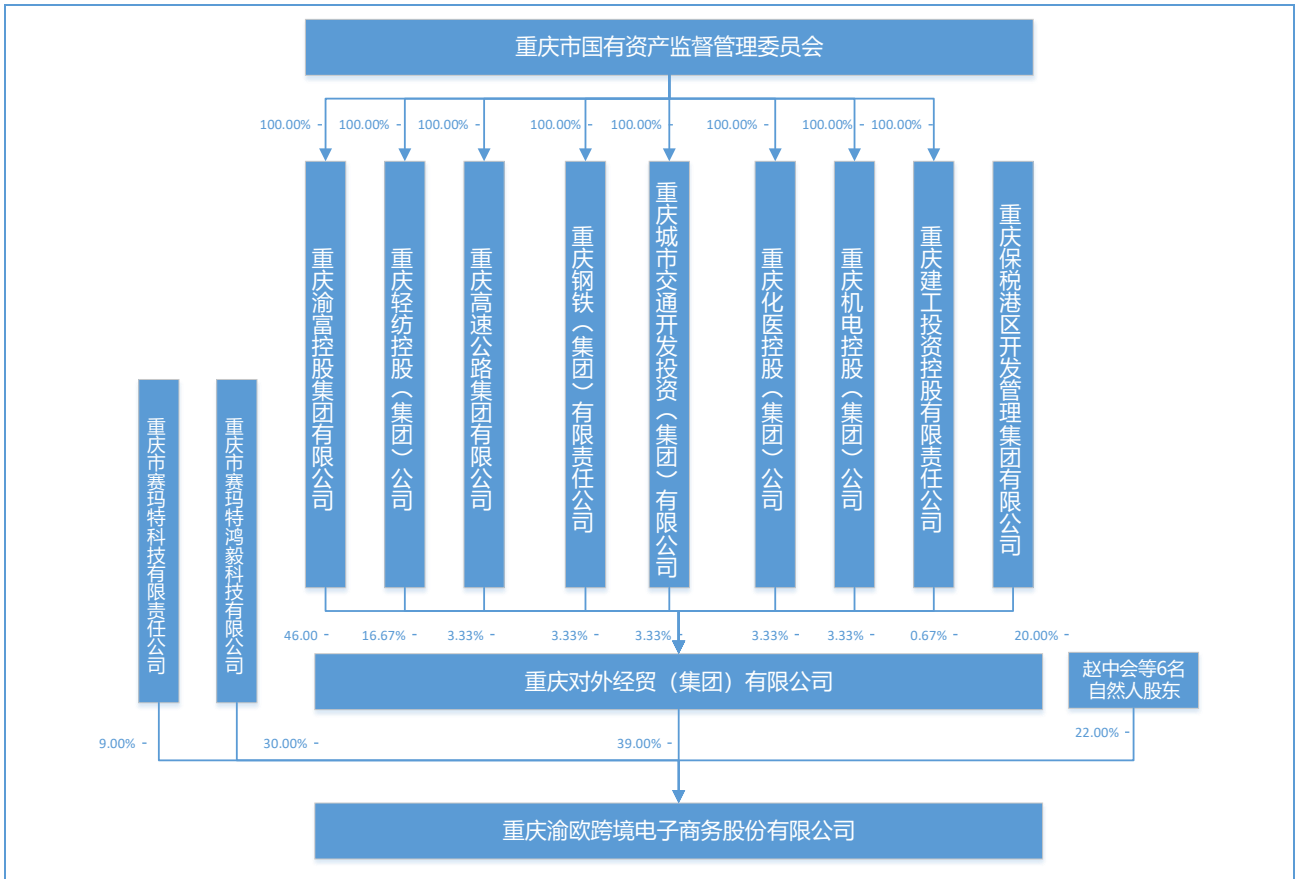 重庆市国有资产监督管理委员会
100.00%
100.00%
100.00%
100.00%
100.00%
100.00%
100.00%
100.00%
重庆渝富控股集团有限公司
重庆轻纺控股（集团）公司
重庆高速公路集团有限公司
重庆钢铁（集团）有限责任公司
重庆城市交通开发投资（集团）有限公司
重庆化医控股（集团）公司
重庆机电控股（集团）公司
重庆建工投资控股有限责任公司
重庆保税港区开发管理集团有限公司
重庆市赛玛特科技有限责任公司
重庆市赛玛特鸿毅科技有限公司
46.00
16.67%
3.33%
3.33%
3.33%
3.33%
3.33%
0.67%
20.00%
重庆对外经贸（集团）有限公司
赵中会等6名
自然人股东
9.00%
30.00%
39.00%
22.00%
重庆渝欧跨境电子商务股份有限公司